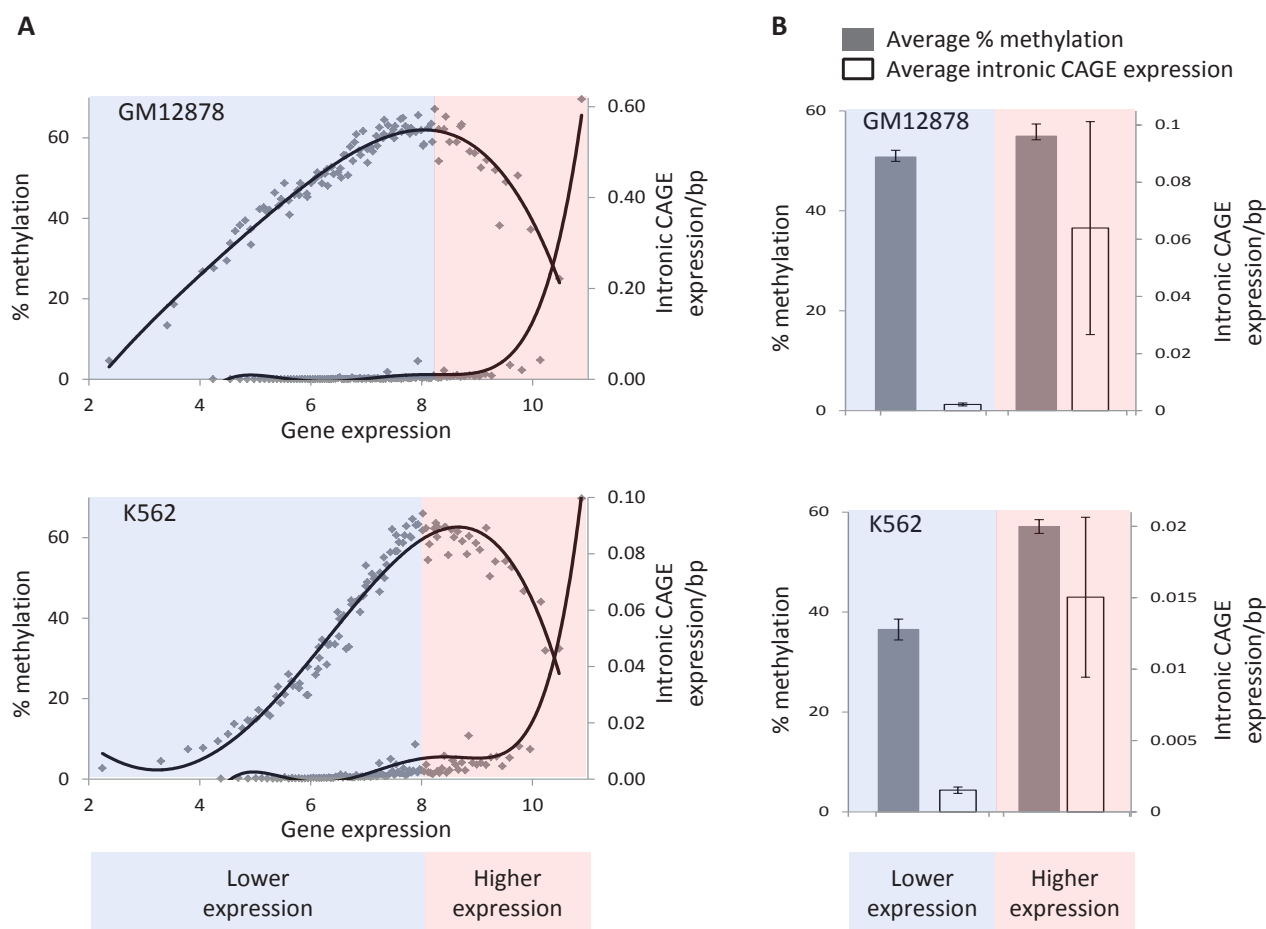 A
GM12878
60
40
20
0
% methylation
0.60
0.40
0.20
0.00
Intronic CAGE
expression/bp
2 4 6 8 10
Gene expression
K562
60
40
20
0
% methylation
0.10
0.08
0.06
0.04
0.02
0.00
Intronic CAGE
expression/bp
2 4 6 8 10
Gene expression
Lower
expression
Higher
expression
B
Average % methylation
Average intronic CAGE expression
GM12878
60
40
20
0
% methylation
0.1
0.08
0.06
0.04
0.02
0
Intronic CAGE
expression/bp
K562
60
40
20
0
% methylation
0.02
0.015
0.01
0.005
0
Intronic CAGE
expression/bp
Lower
expression
Higher
expression